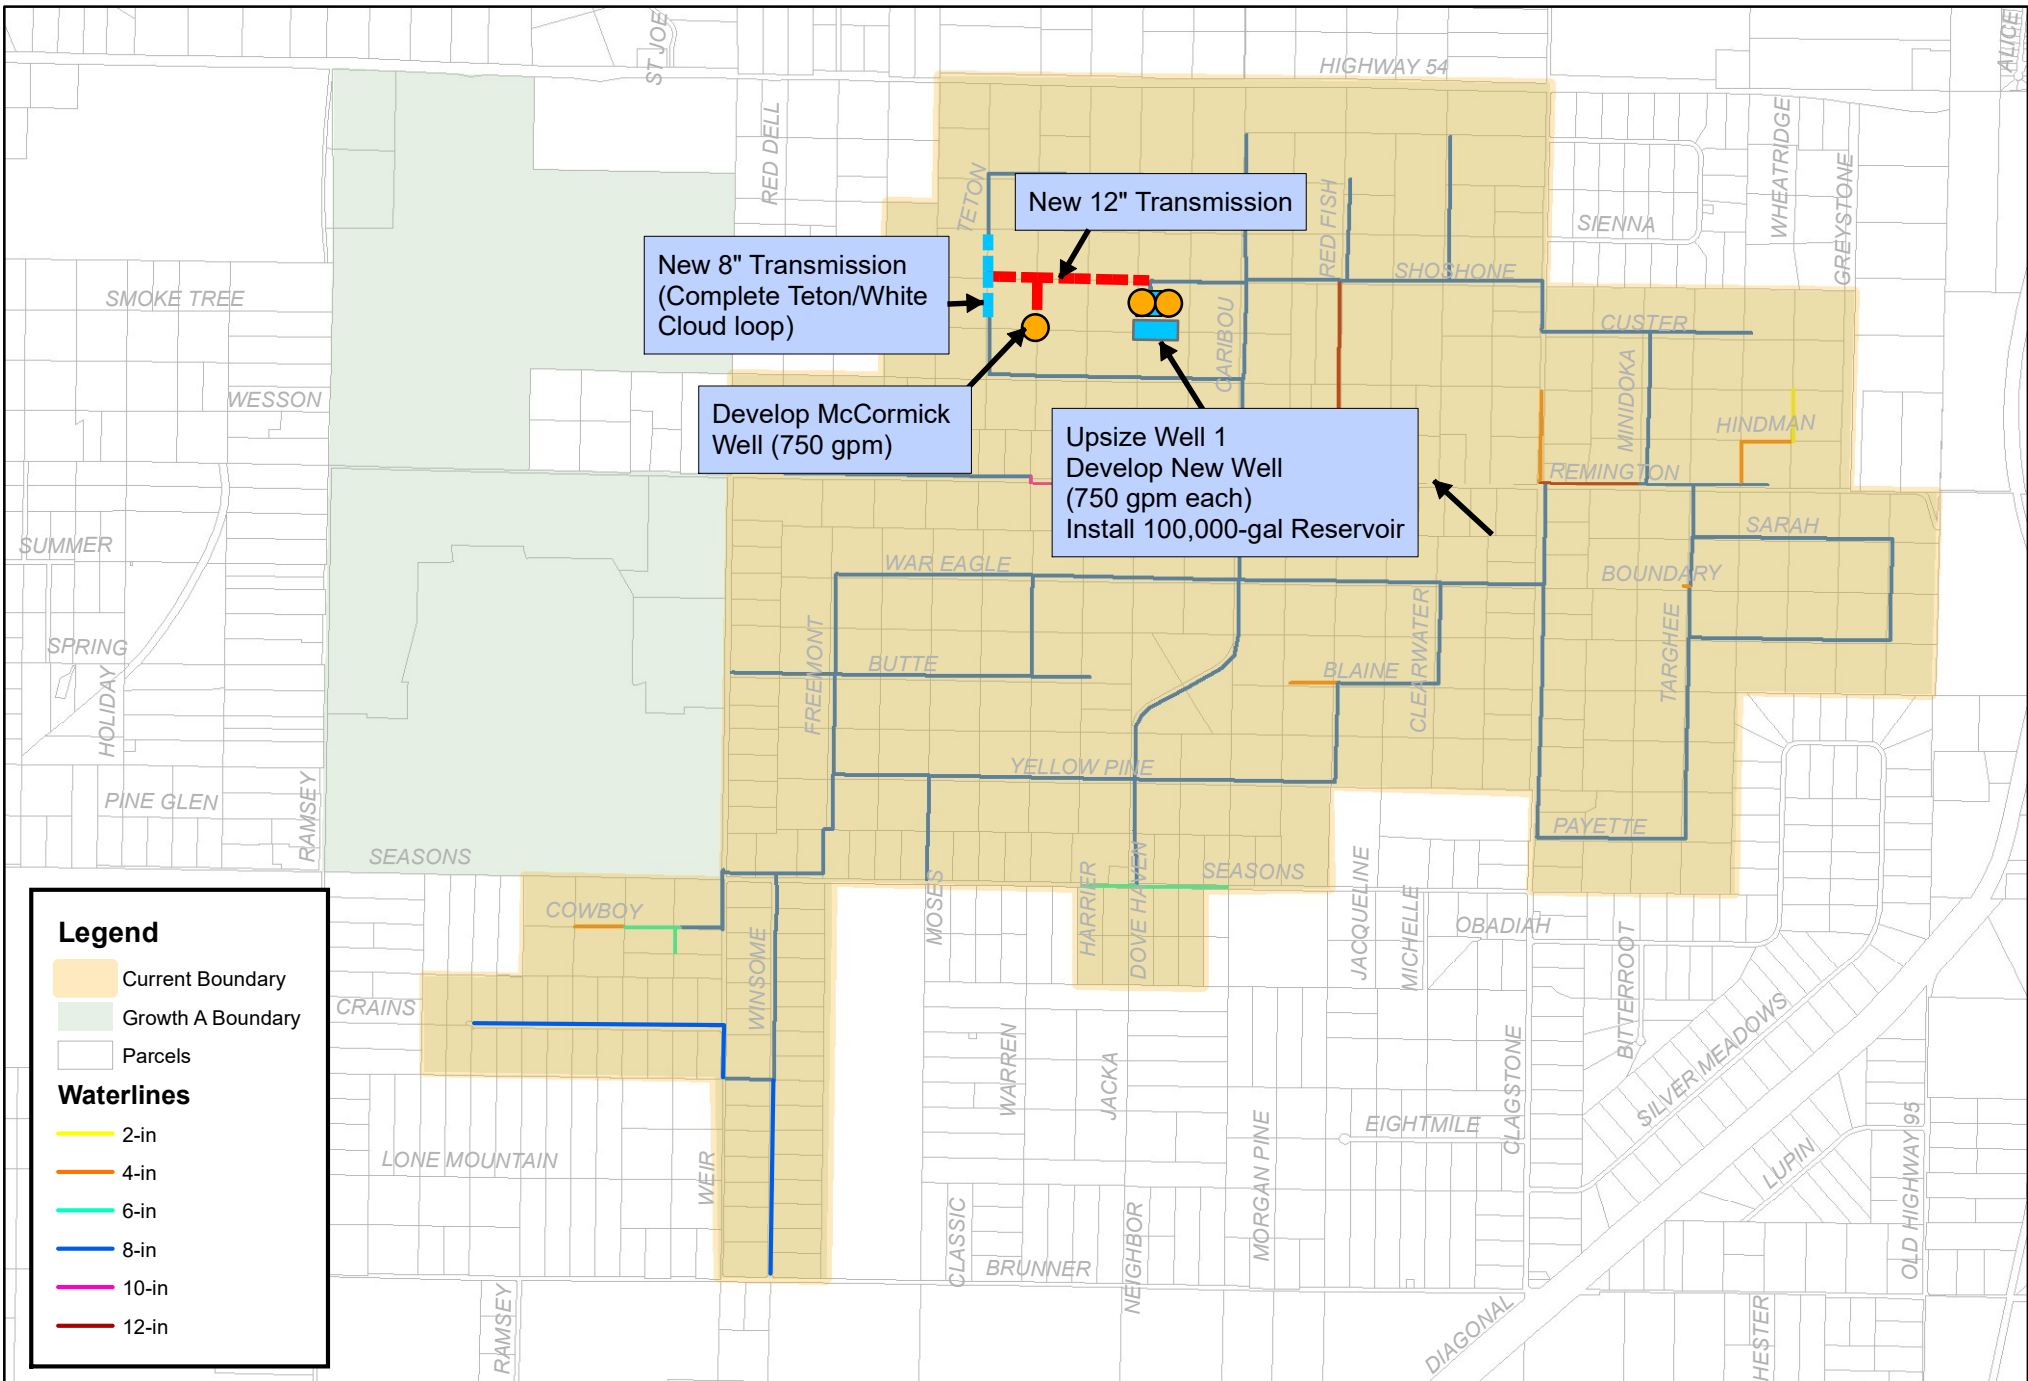 ST JOE
HIGHWAY 54
ALICE
RED DELL
TETON
RED FISH
WHEATRIDGE
GREYSTONE
SIENNA
New 12" Transmission
New 8" Transmission
(Complete Teton/White
Cloud loop)
SHOSHONE
SMOKE TREE
CARIBOU
CUSTER
MINIDOKA
WESSON
Develop McCormick
Well (750 gpm)
HINDMAN
Upsize Well 1
Develop New Well
(750 gpm each)
Install 100,000-gal Reservoir
REMINGTON
SUMMER
SARAH
WAR EAGLE
BOUNDARY
SPRING
HOLIDAY
FREEMONT
BUTTE
BLAINE
CLEARWATER
TARGHEE
YELLOW PINE
PINE GLEN
RAMSEY
PAYETTE
SEASONS
SEASONS
COWBOY
MOSES
HARRIER
DOVE HAVEN
JACQUELINE
MICHELLE
OBADIAH
BITTERROOT
WINSOME
CRAINS
WARREN
JACKA
CLAGSTONE
SILVER MEADOWS
EIGHTMILE
MORGAN PINE
LONE MOUNTAIN
WEIR
LUPIN
OLD HIGHWAY 95
CLASSIC
NEIGHBOR
BRUNNER
RAMSEY
DIAGONAL
HESTER
Legend
Current Boundary
Growth A Boundary
Parcels
Waterlines
2-in
4-in
6-in
8-in
10-in
12-in